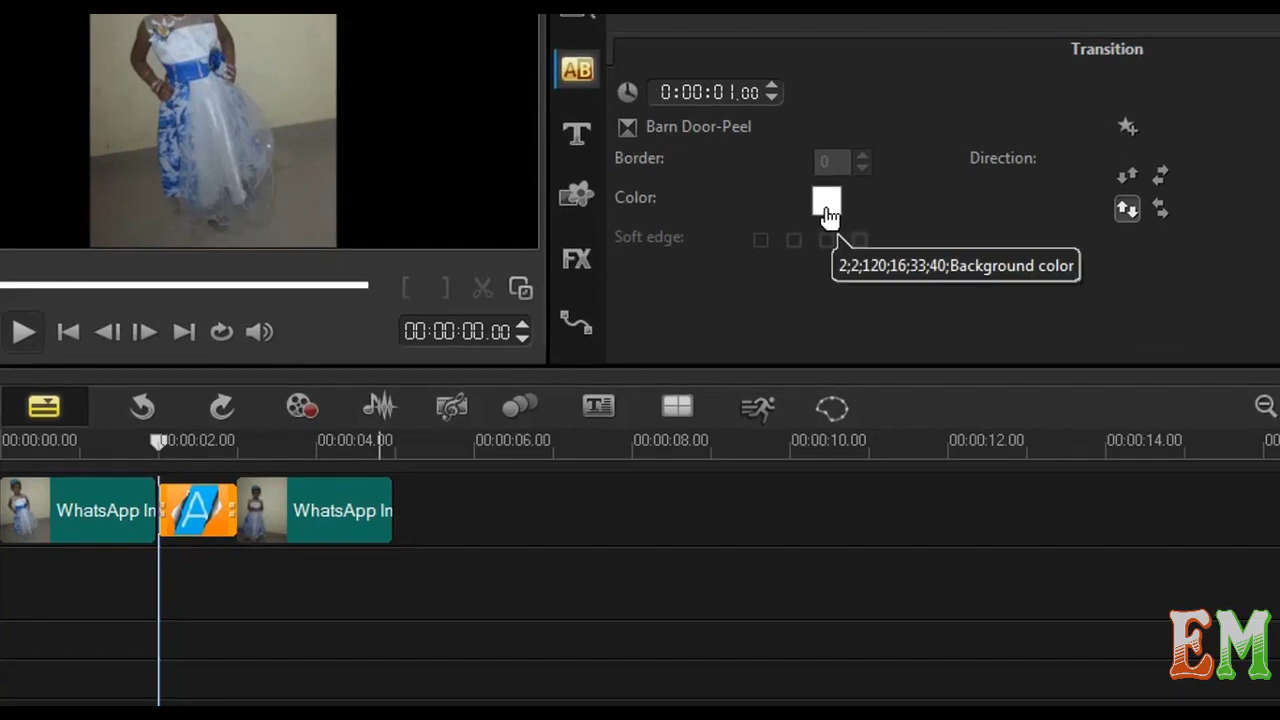 Transition
AB
0:00:01.00
Barn Door-Peel
Border:
0
Direction:
Color:
Soft edge:
2;2;120;16;33;40;Background color
FX
[ ]
00:00:00.00
00:00:00.00
00:00:02.00
00:00:04.00
00:00:06.00
00:00:08.00
00:00:10.00
00:00:12.00
00:00:14.00
00
WhatsApp In
A
WhatsApp In
EM